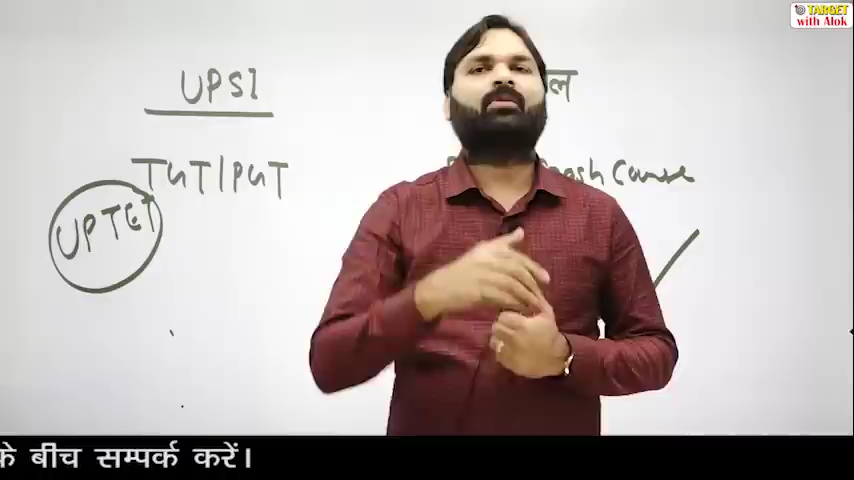 TARGET
with Alok
UPSI
TGT/PGT
Crash Course
UPTET
के बीच सम्पर्क करें।